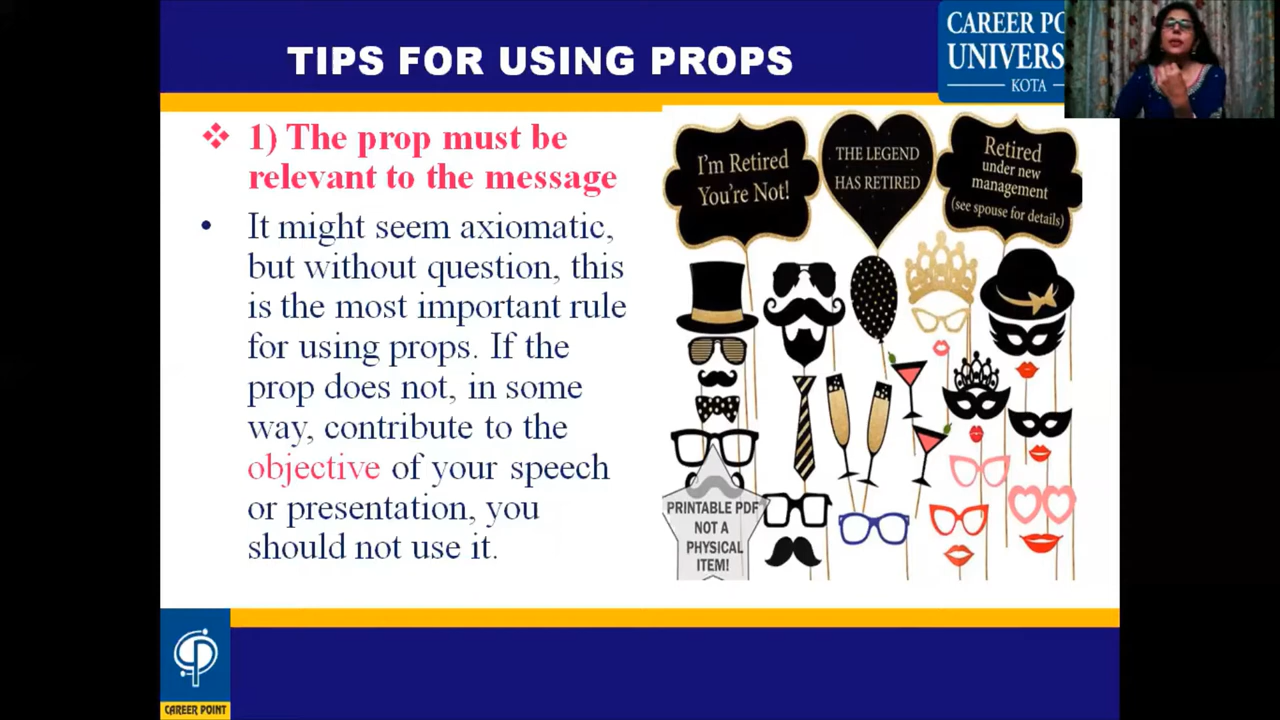 TIPS FOR USING PROPS
CAREER PO
UNIVERS
KOTA
❖ 1) The prop must be
relevant to the message
• It might seem axiomatic,
but without question, this
is the most important rule
for using props. If the
prop does not, in some
way, contribute to the
objective of your speech
or presentation, you
should not use it.
I'm Retired
You're Not!
THE LEGEND
HAS RETIRED
Retired
under new
management
(see spouse for details)
PRINTABLE PDF
NOT A
PHYSICAL
ITEM!
CAREER POINT